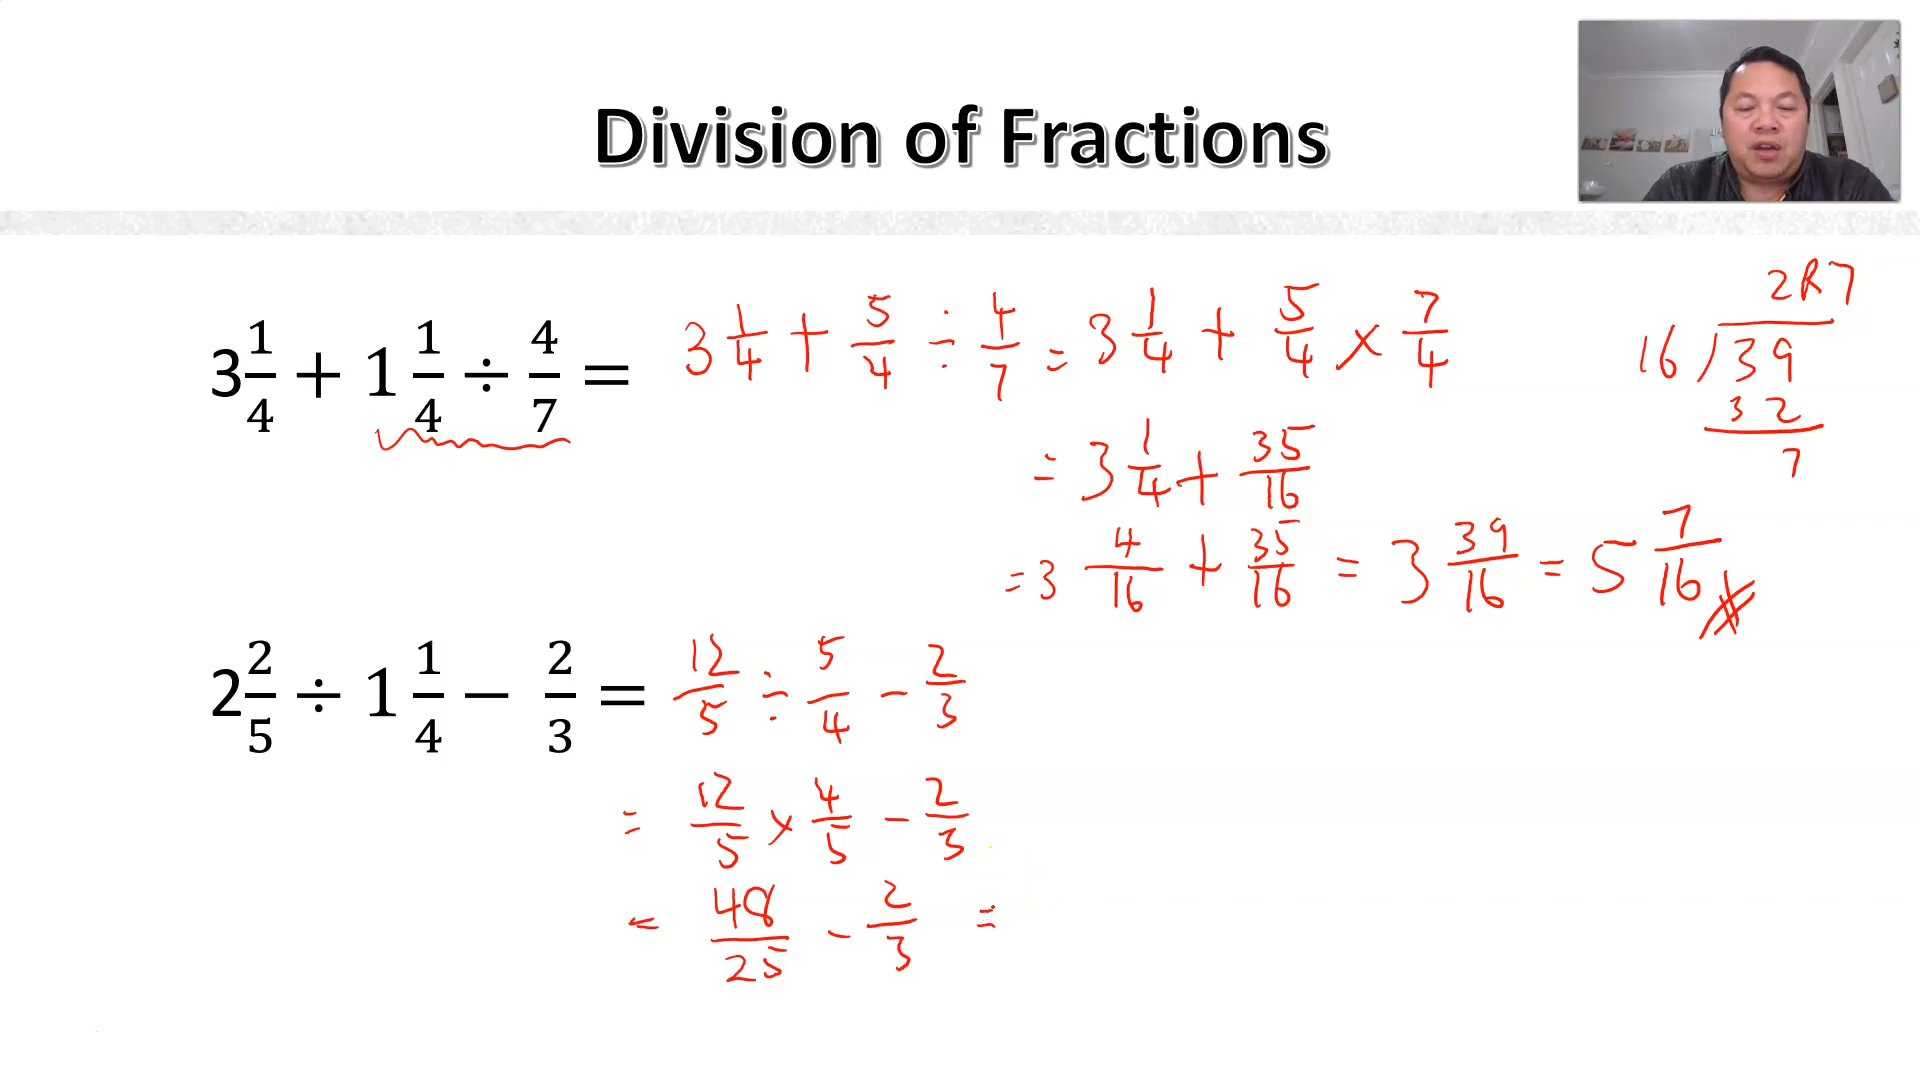 Division of Fractions
3 1/4 + 1 1/4 ÷ 4/7 = 3 1/4 + 5/4 ÷ 4/7 = 3 1/4 + 5/4 × 7/4
= 3 1/4 + 35/16
= 3 4/16 + 35/16 = 3 39/16 = 5 7/16
2R7
16 )39
32
7
2 2/5 ÷ 1 1/4 − 2/3 = 12/5 ÷ 5/4 - 2/3
= 12/5 × 4/5 - 2/3
= 48/25 - 2/3 =